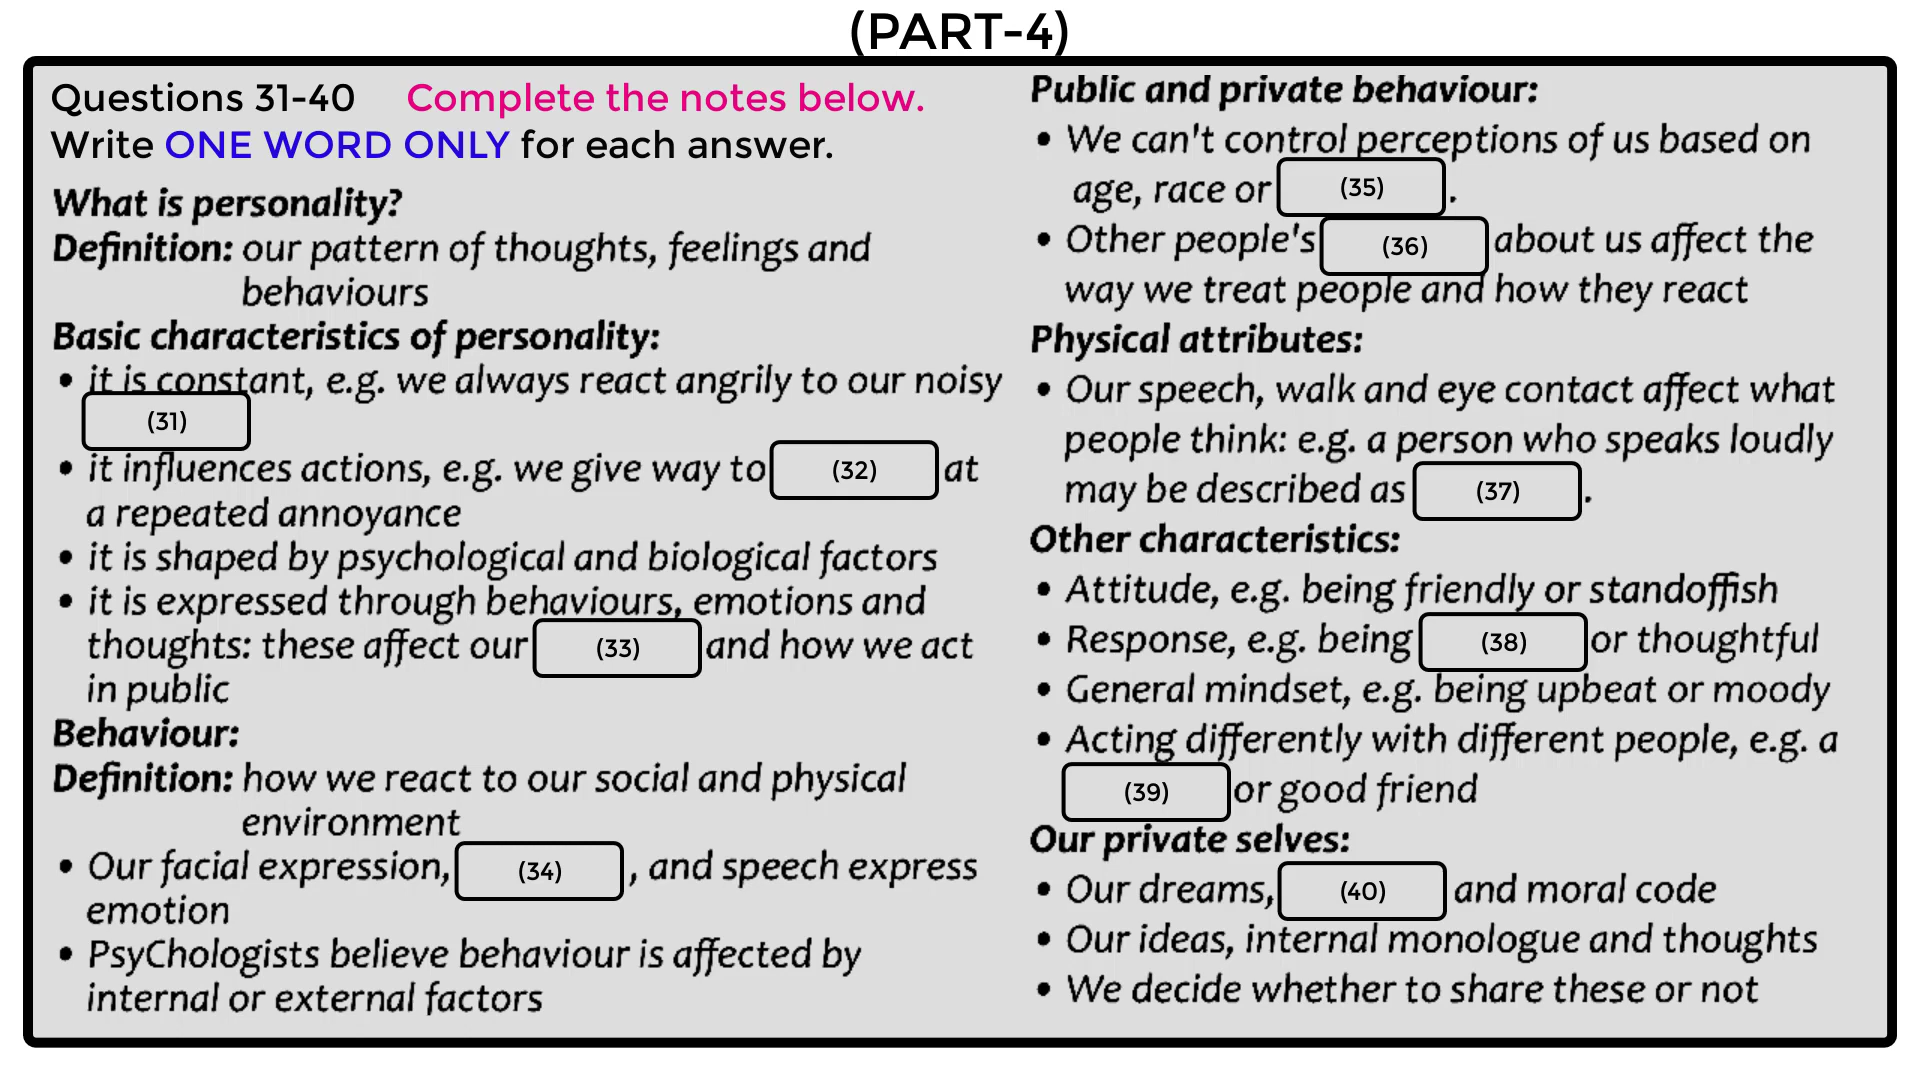 (PART-4)
Questions 31-40 Complete the notes below.
Write ONE WORD ONLY for each answer.
What is personality?
Definition: our pattern of thoughts, feelings and
behaviours
Basic characteristics of personality:
• it is constant, e.g. we always react angrily to our noisy
(31)
• it influences actions, e.g. we give way to (32) at
a repeated annoyance
• it is shaped by psychological and biological factors
• it is expressed through behaviours, emotions and
thoughts: these affect our (33) and how we act
in public
Behaviour:
Definition: how we react to our social and physical
environment
• Our facial expression, (34) , and speech express
emotion
• PsyChologists believe behaviour is affected by
internal or external factors
Public and private behaviour:
• We can't control perceptions of us based on
age, race or (35) .
• Other people's (36) about us affect the
way we treat people and how they react
Physical attributes:
• Our speech, walk and eye contact affect what
people think: e.g. a person who speaks loudly
may be described as (37) .
Other characteristics:
• Attitude, e.g. being friendly or standoffish
• Response, e.g. being (38) or thoughtful
• General mindset, e.g. being upbeat or moody
• Acting differently with different people, e.g. a
(39) or good friend
Our private selves:
• Our dreams, (40) and moral code
• Our ideas, internal monologue and thoughts
• We decide whether to share these or not